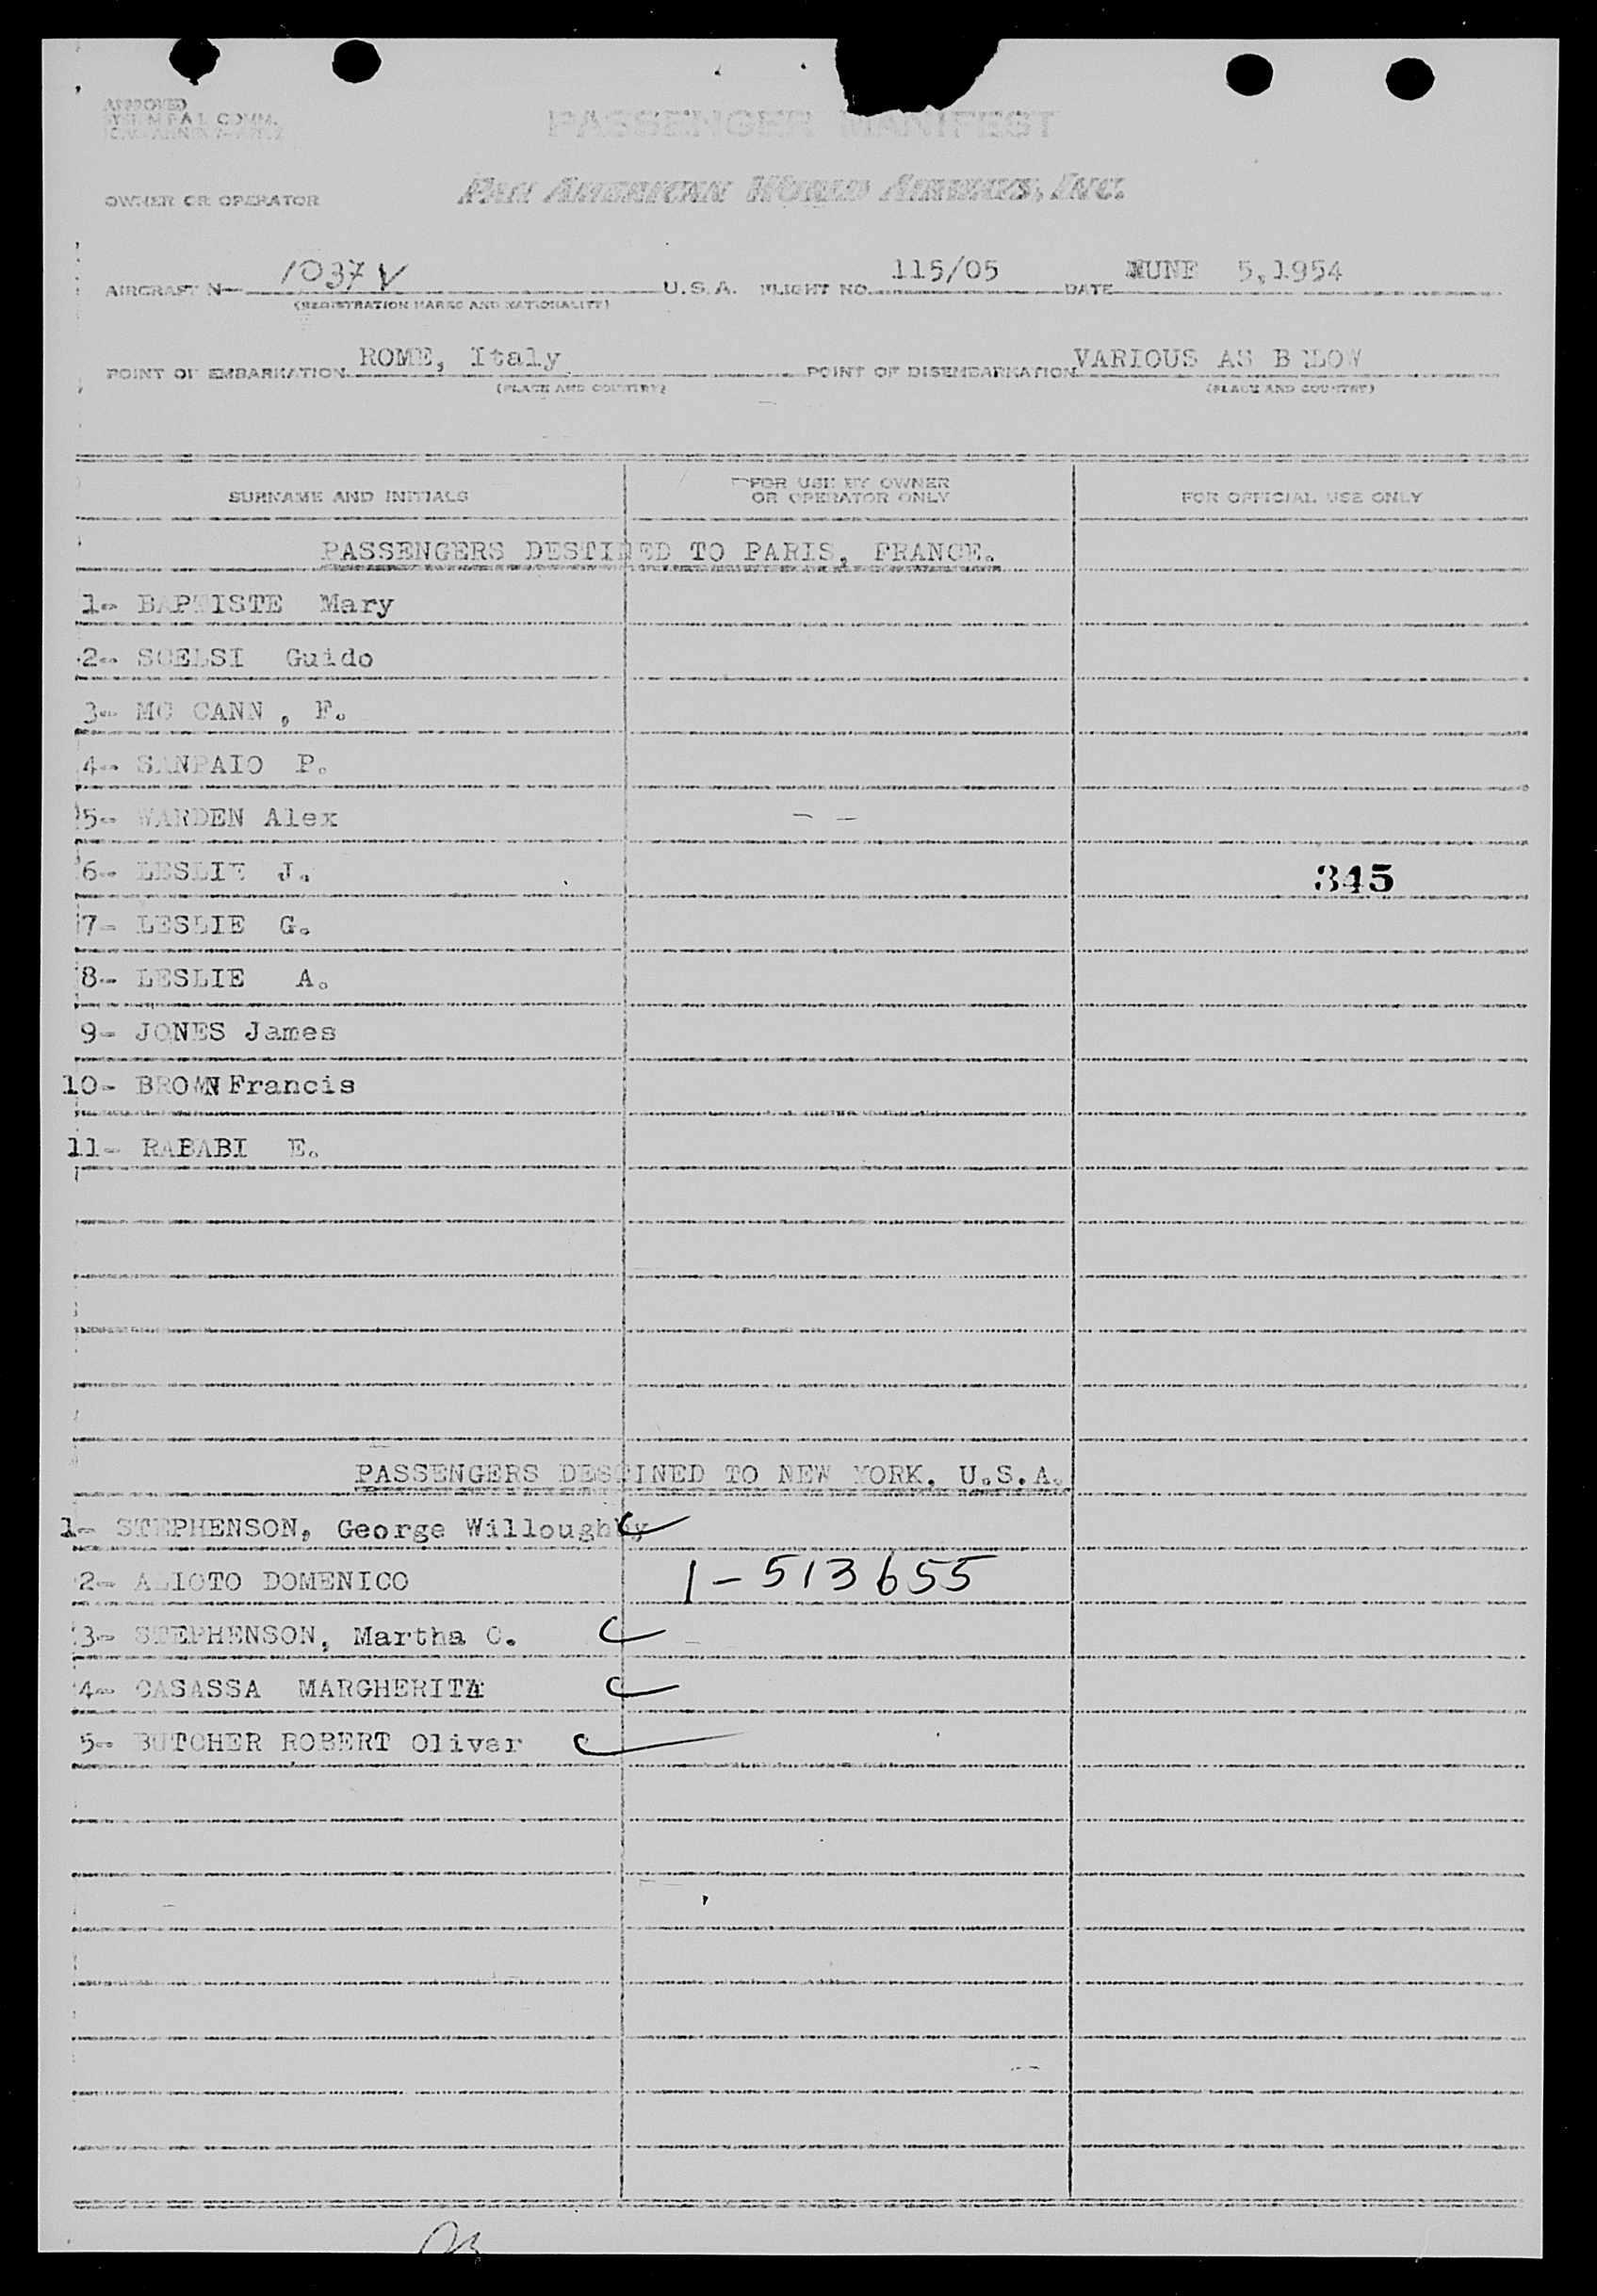 APPROVED
PASSENGER MANIFEST
OWNER OR OPERATOR PAN AMERICAN WORLD AIRWAYS, INC.
AIRCRAFT N— 1037V U.S.A. FLIGHT NO. 115/05 DATE JUNE 5, 1954
(REGISTRATION MARKS AND NATIONALITY)
POINT OF EMBARKATION ROME, Italy POINT OF DISEMBARKATION VARIOUS AS BELOW
(PLACE AND COUNTRY) (PLACE AND COUNTRY)
SURNAME AND INITIALS FOR USE BY OWNER OR OPERATOR ONLY FOR OFFICIAL USE ONLY
PASSENGERS DESTINED TO PARIS, FRANCE.
1- BAPTISTE Mary
2- SCELSI Guido
3- MC CANN , F.
4- SANPAIO P.
5- WARDEN Alex
6- LESLIE J. 345
7- LESLIE G.
8- LESLIE A.
9- JONES James
10- BROWN Francis
11- RABABI E.
PASSENGERS DESTINED TO NEW YORK, U.S.A.
1- STEPHENSON, George Willoughby
2- ALIOTO DOMENICO 1-513655
3- STEPHENSON, Martha C.
4- CASASSA MARGHERITA
5- BUTCHER ROBERT Oliver